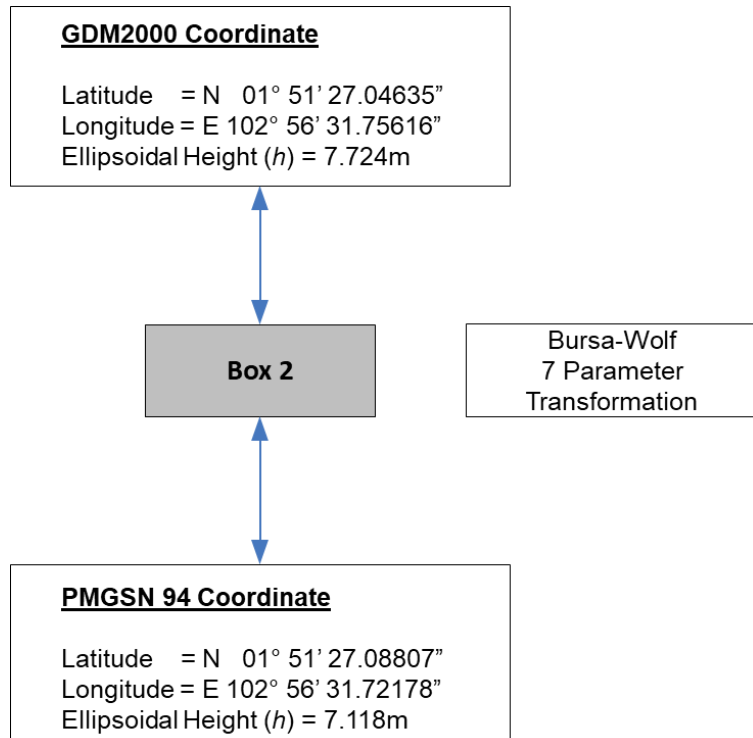 GDM2000 Coordinate
Latitude = N 01° 51’ 27.04635”
Longitude = E 102° 56’ 31.75616”
Ellipsoidal Height (h) = 7.724m
Box 2
Bursa-Wolf
7 Parameter
Transformation
PMGSN 94 Coordinate
Latitude = N 01° 51’ 27.08807”
Longitude = E 102° 56’ 31.72178”
Ellipsoidal Height (h) = 7.118m